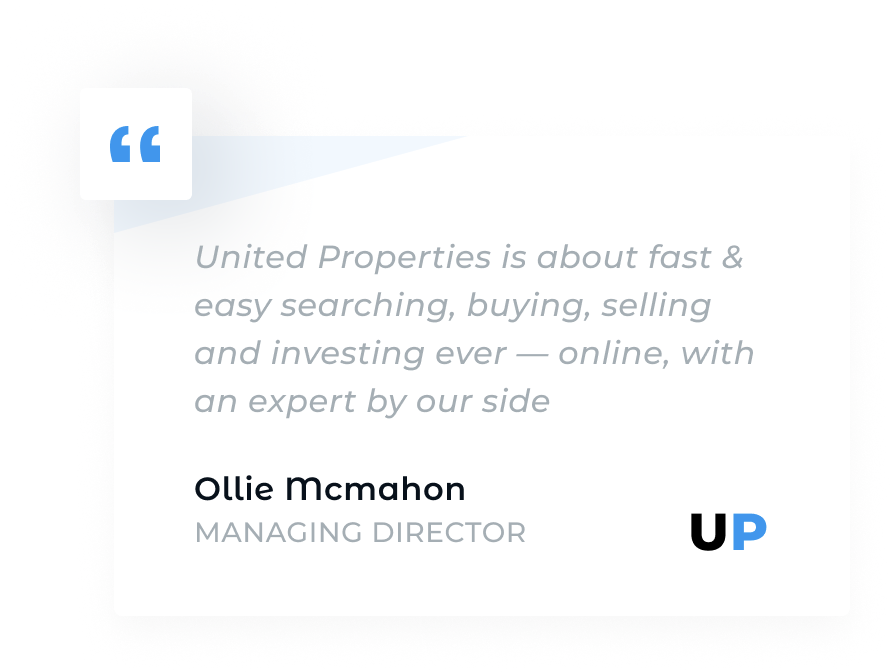 “
United Properties is about fast &
easy searching, buying, selling
and investing ever — online, with
an expert by our side
Ollie Mcmahon
MANAGING DIRECTOR
UP